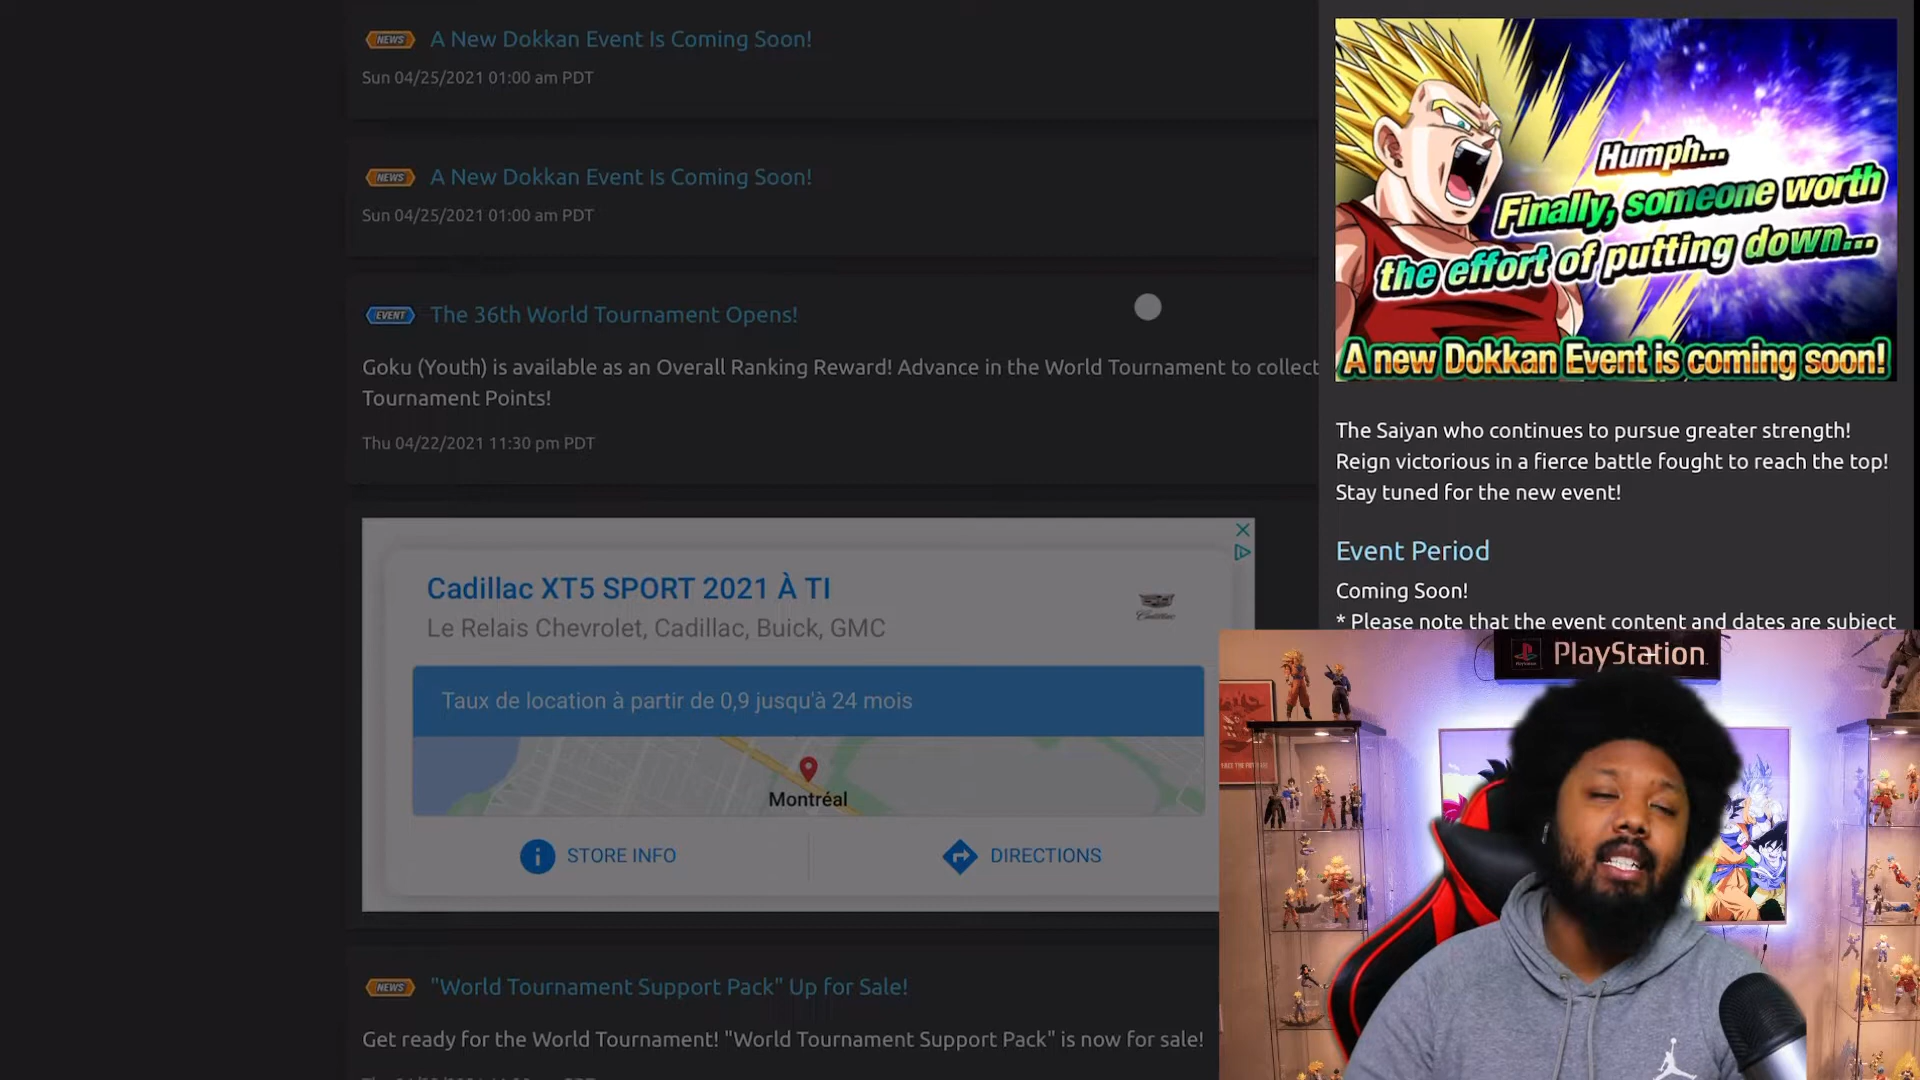 NEWS A New Dokkan Event Is Coming Soon!
Sun 04/25/2021 01:00 am PDT
NEWS A New Dokkan Event Is Coming Soon!
Sun 04/25/2021 01:00 am PDT
EVENT The 36th World Tournament Opens!
Goku (Youth) is available as an Overall Ranking Reward! Advance in the World Tournament to collect
Tournament Points!
Thu 04/22/2021 11:30 pm PDT
Cadillac XT5 SPORT 2021 À TI
Le Relais Chevrolet, Cadillac, Buick, GMC
Cadillac
Taux de location à partir de 0,9 jusqu'à 24 mois
Montréal
STORE INFO
DIRECTIONS
NEWS "World Tournament Support Pack" Up for Sale!
Get ready for the World Tournament! "World Tournament Support Pack" is now for sale!
Humph...
Finally, someone worth
the effort of putting down...
A new Dokkan Event is coming soon!
The Saiyan who continues to pursue greater strength!
Reign victorious in a fierce battle fought to reach the top!
Stay tuned for the new event!
Event Period
Coming Soon!
* Please note that the event content and dates are subject
PlayStation